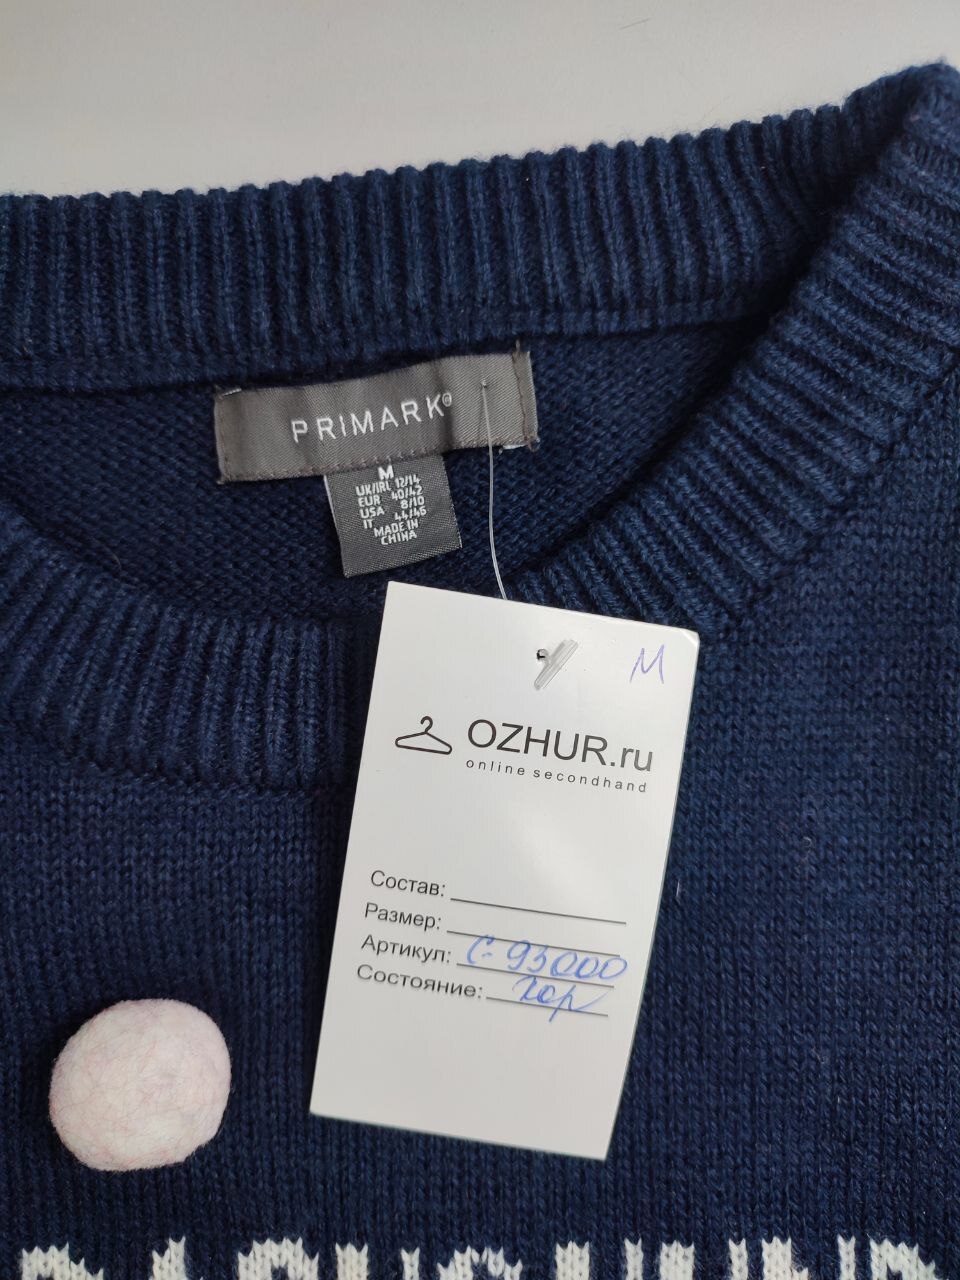 PRIMARK®
M
UK/IRL 12/14
EUR 40/42
USA 8/10
IT 44/46
MADE IN
CHINA
M
OZHUR.ru
online secondhand
Состав:
Размер:
Артикул: С-93000
Состояние: хор